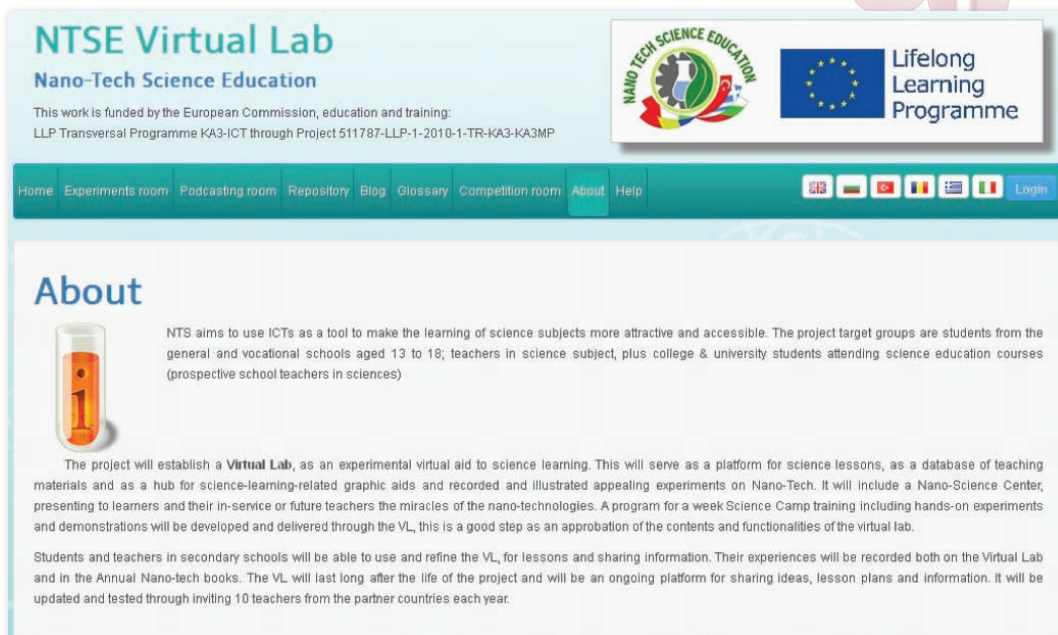 NTSE Virtual Lab
Nano-Tech Science Education
This work is funded by the European Commission, education and training:
LLP Transversal Programme KA3-ICT through Project 511787-LLP-1-2010-1-TR-KA3-KA3MP
NANO TECH SCIENCE EDUCATION
Lifelong
Learning
Programme
Home Experiments room Podcasting room Repository Blog Glossary Competition room About Help Login
About
NTS aims to use ICTs as a tool to make the learning of science subjects more attractive and accessible. The project target groups are students from the
general and vocational schools aged 13 to 18; teachers in science subject, plus college & university students attending science education courses
(prospective school teachers in sciences)
1
The project will establish a Virtual Lab, as an experimental virtual aid to science learning. This will serve as a platform for science lessons, as a database of teaching
materials and as a hub for science-learning-related graphic aids and recorded and illustrated appealing experiments on Nano-Tech. It will include a Nano-Science Center,
presenting to learners and their in-service or future teachers the miracles of the nano-technologies. A program for a week Science Camp training including hands-on experiments
and demonstrations will be developed and delivered through the VL, this is a good step as an approbation of the contents and functionalities of the virtual lab.
Students and teachers in secondary schools will be able to use and refine the VL, for lessons and sharing information. Their experiences will be recorded both on the Virtual Lab
and in the Annual Nano-tech books. The VL will last long after the life of the project and will be an ongoing platform for sharing ideas, lesson plans and information. It will be
updated and tested through inviting 10 teachers from the partner countries each year.